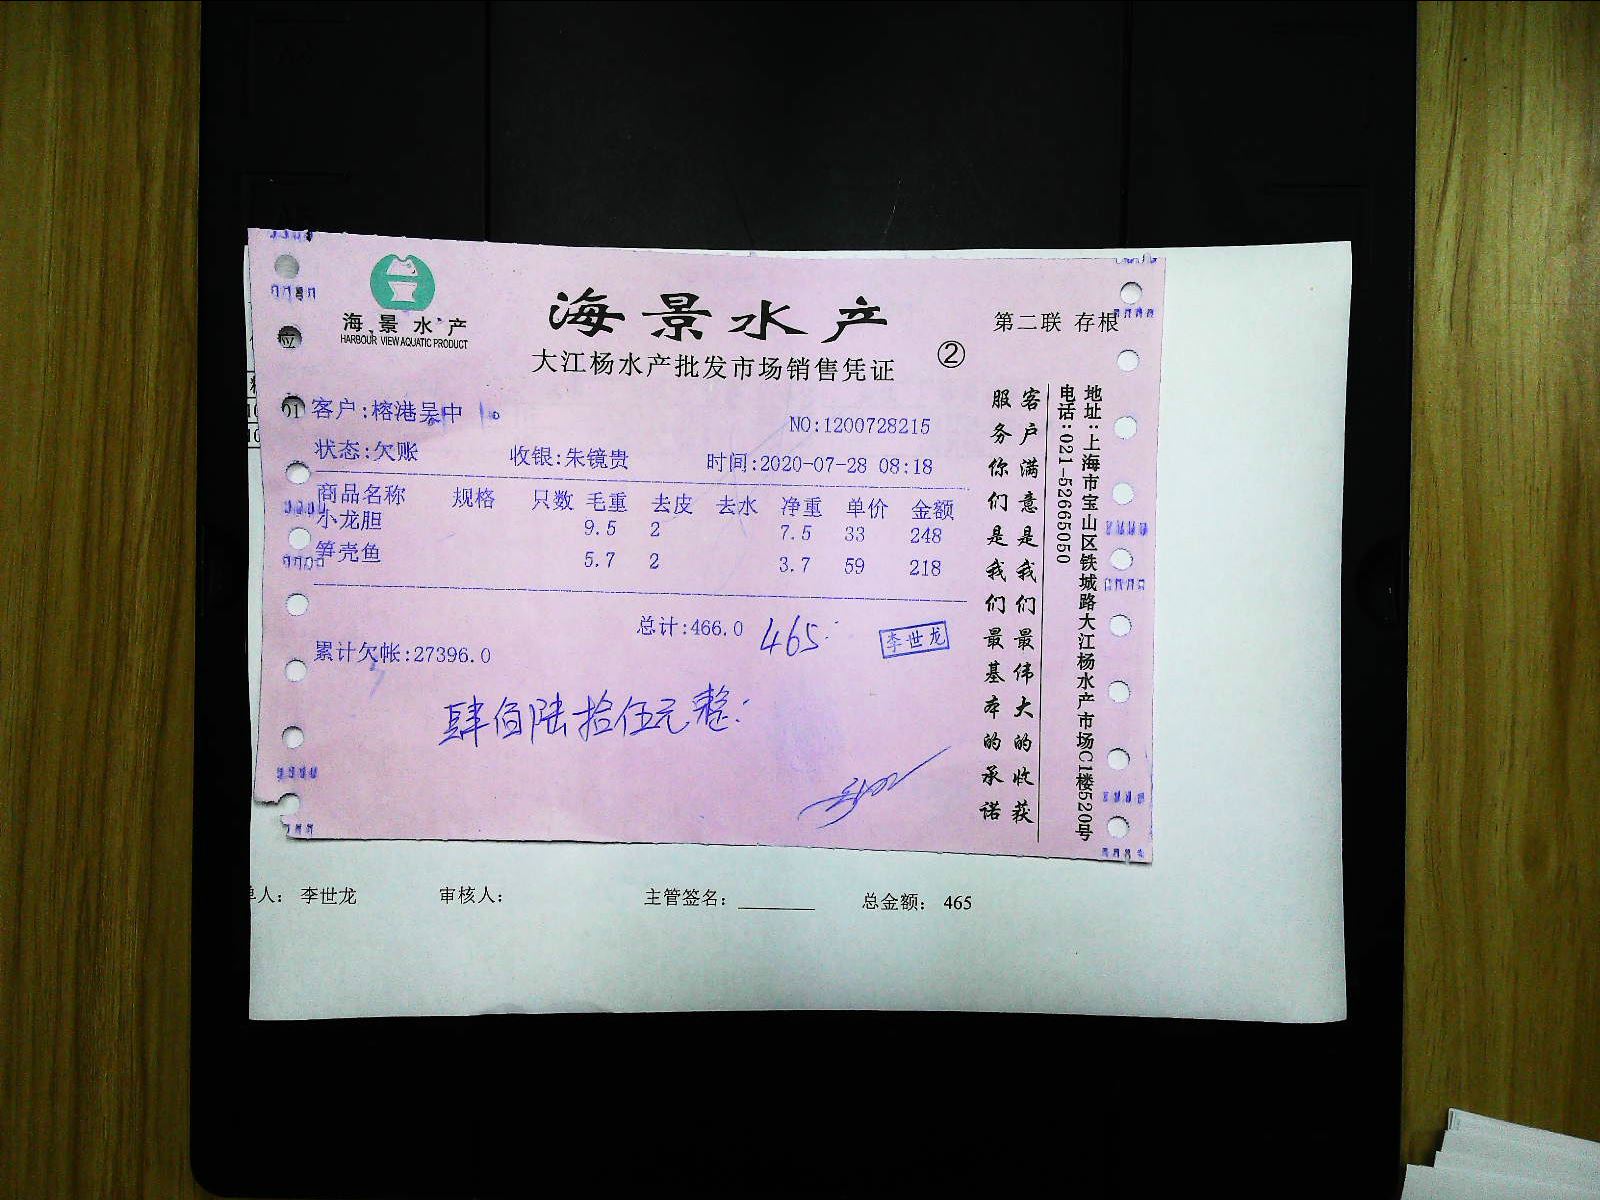 海景水产
HARBOUR VIEW AQUATIC PRODUCT
海景水产
大江杨水产批发市场销售凭证
②
第二联 存根
客户:榕港吴中
NO:1200728215
状态:欠账 收银:朱镜贵 时间:2020-07-28 08:18
商品名称 规格 只数 毛重 去皮 去水 净重 单价 金额
小龙胆 9.5 2 7.5 33 248
笋壳鱼 5.7 2 3.7 59 218
总计:466.0 465.
李世龙
累计欠帐:27396.0
肆佰陆拾伍元整.
客户满意是我们最伟大的收获
服务你们是我们最基本的承诺
地址:上海市宝山区铁城路大江杨水产市场C1楼520号
电话:021-52665050
单人: 李世龙 审核人: 主管签名: 总金额: 465